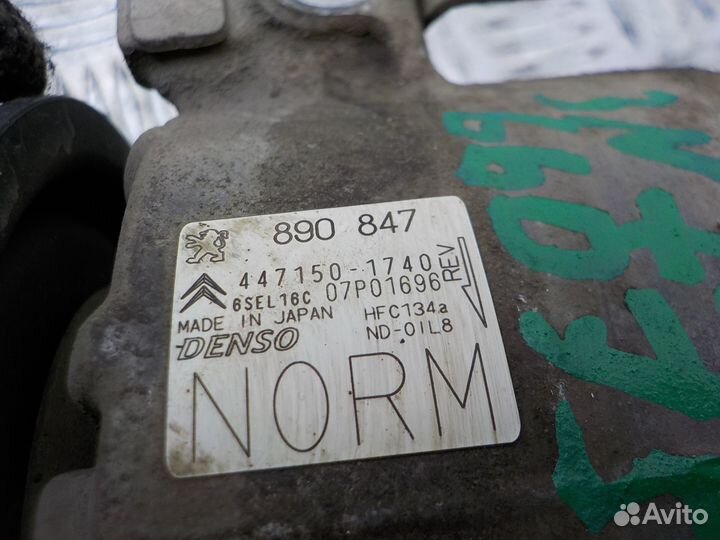 890 847
447150-1740
REV
6SEL16C 07P01696
MADE IN JAPAN HFC134a
DENSO ND-OIL8
NORM
Avito